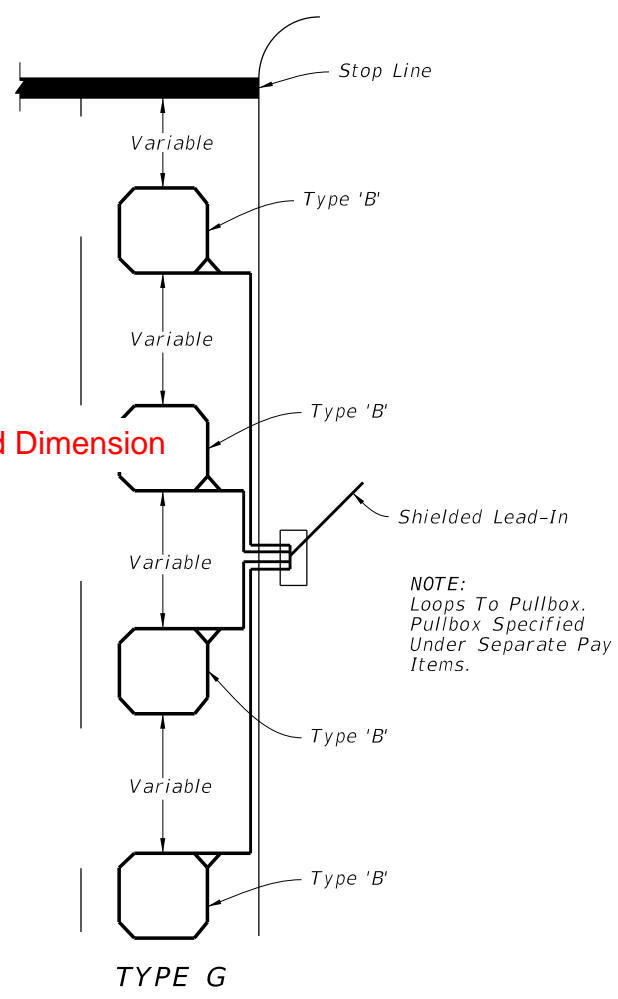 Stop Line
Variable
Type 'B'
Variable
Type 'B'
Dimension
Shielded Lead-In
Variable
NOTE:
Loops To Pullbox.
Pullbox Specified
Under Separate Pay
Items.
Type 'B'
Variable
Type 'B'
TYPE G